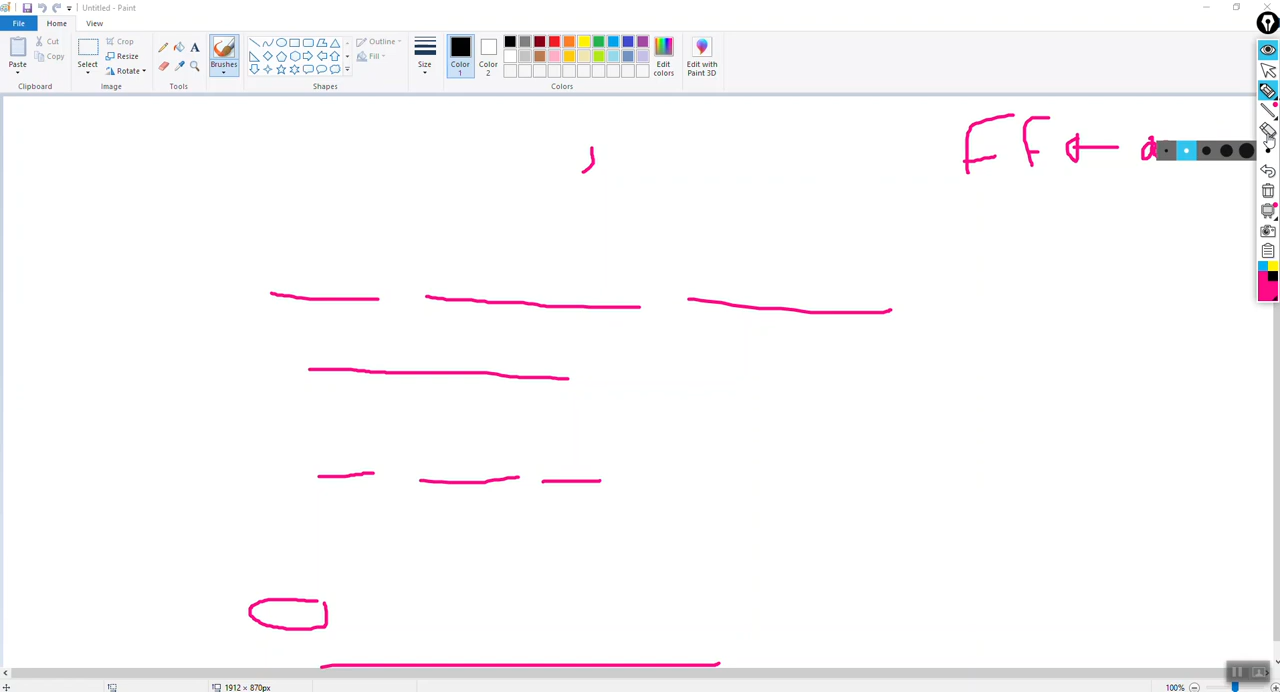 Untitled - Paint
File
Home
View
Paste
Cut
Copy
Clipboard
Select
Crop
Resize
Rotate
Image
A
Tools
Brushes
Outline
Fill
Shapes
Size
Color 1
Color 2
Edit colors
Colors
Edit with Paint 3D
,
FF
1912 × 870px
100%